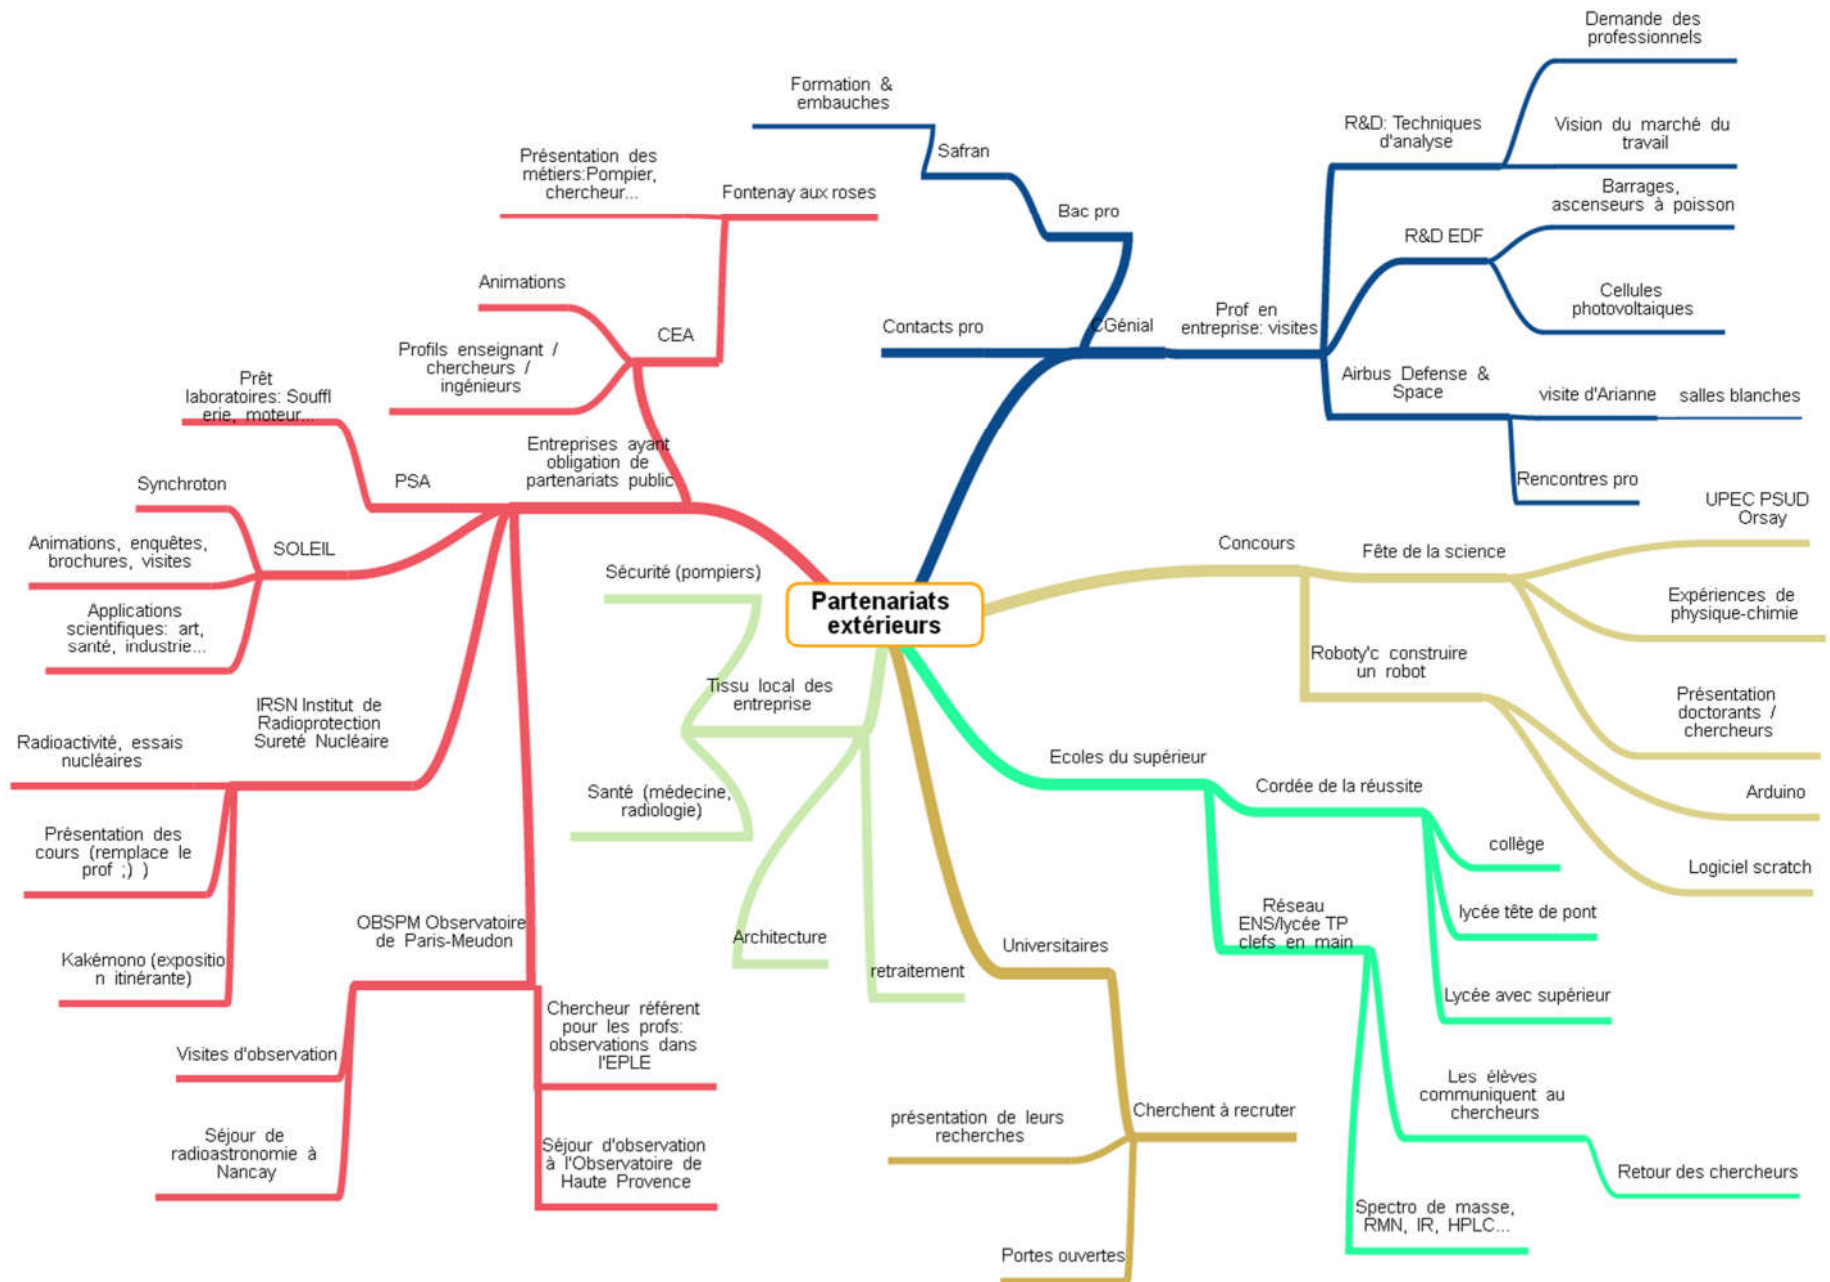 Partenariats
extérieurs
Demande des
professionnels
Formation &
embauches
R&D: Techniques
d'analyse
Vision du marché du
travail
Safran
Bac pro
Barrages,
ascenseurs à poisson
R&D EDF
Cellules
photovoltaiques
Contacts pro
CGénial
Prof en
entreprise: visites
Airbus Defense &
Space
visite d'Arianne
salles blanches
Rencontres pro
Présentation des
métiers:Pompier,
chercheur...
Fontenay aux roses
Animations
CEA
Profils enseignant /
chercheurs /
ingénieurs
Prêt
laboratoires: Souffl
erie, moteur...
Entreprises ayant
obligation de
partenariats public
PSA
Synchroton
Animations, enquêtes,
brochures, visites
SOLEIL
Applications
scientifiques: art,
santé, industrie...
IRSN Institut de
Radioprotection
Sureté Nucléaire
Radioactivité, essais
nucléaires
Présentation des
cours (remplace le
prof ;) )
Kakémono (expositio
n itinérante)
OBSPM Observatoire
de Paris-Meudon
Visites d'observation
Séjour de
radioastronomie à
Nancay
Chercheur référent
pour les profs:
observations dans
l'EPLE
Séjour d'observation
à l'Observatoire de
Haute Provence
Sécurité (pompiers)
Tissu local des
entreprise
Santé (médecine,
radiologie)
Architecture
retraitement
Universitaires
Cherchent à recruter
présentation de leurs
recherches
Portes ouvertes
Concours
Fête de la science
UPEC PSUD
Orsay
Expériences de
physique-chimie
Présentation
doctorants /
chercheurs
Roboty'c construire
un robot
Arduino
Logiciel scratch
Ecoles du supérieur
Cordée de la réussite
collège
lycée tête de pont
Lycée avec supérieur
Réseau
ENS/lycée TP
clefs en main
Les élèves
communiquent au
chercheurs
Retour des chercheurs
Spectro de masse,
RMN, IR, HPLC...